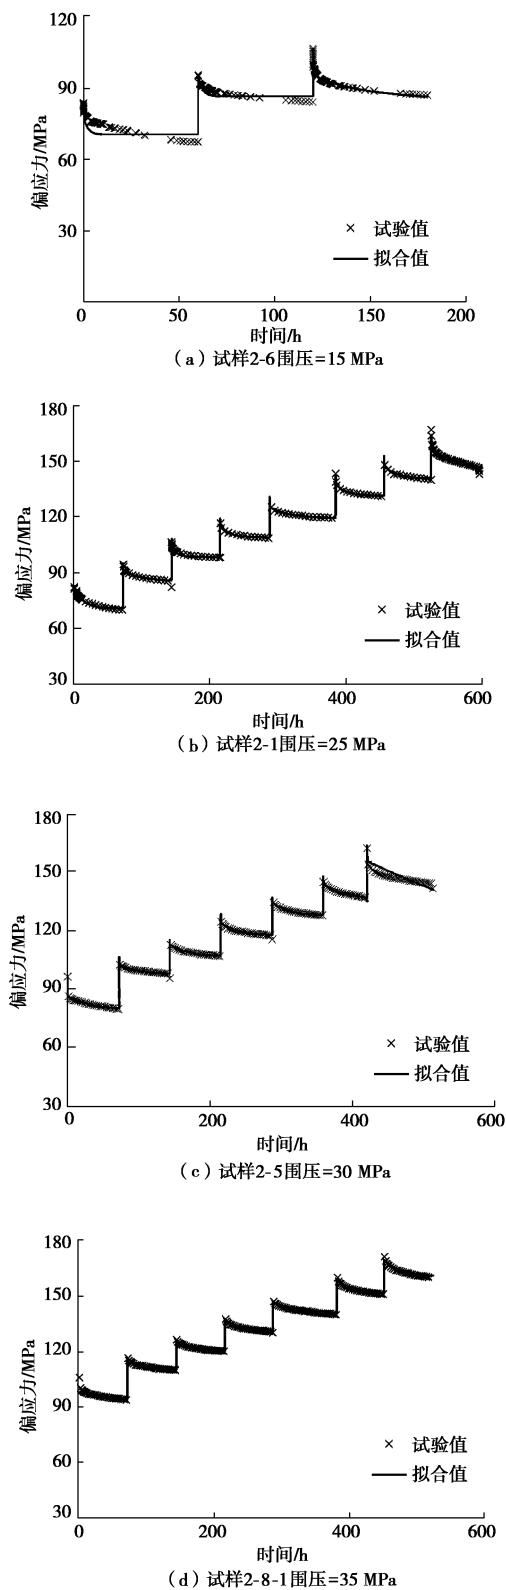 120
90
60
30
偏应力/MPa
× 试验值
拟合值
0 50 100 150 200
时间/h
（a）试样2-6围压=15 MPa
180
150
120
90
60
30
偏应力/MPa
× 试验值
拟合值
0 200 400 600
时间/h
（b）试样2-1围压=25 MPa
180
150
120
90
60
30
偏应力/MPa
× 试验值
拟合值
0 200 400 600
时间/h
（c）试样2-5围压=30 MPa
180
150
120
90
60
30
偏应力/MPa
× 试验值
拟合值
0 200 400 600
时间/h
（d）试样2-8-1围压=35 MPa